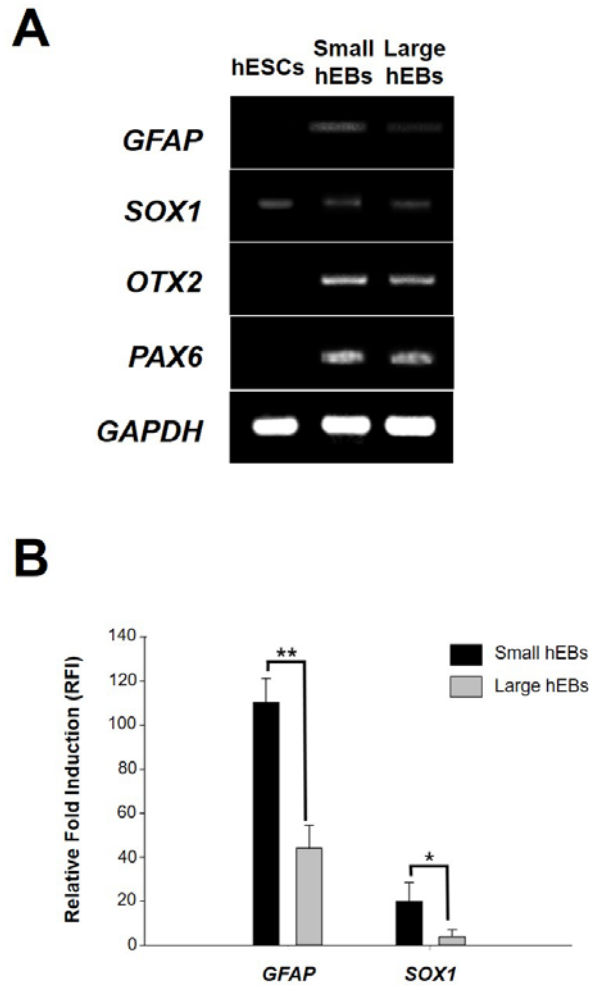 A
hESCs Small hEBs Large hEBs
GFAP
SOX1
OTX2
PAX6
GAPDH
B
Relative Fold Induction (RFI)
140
120
100
80
60
40
20
0
**
*
Small hEBs
Large hEBs
GFAP SOX1